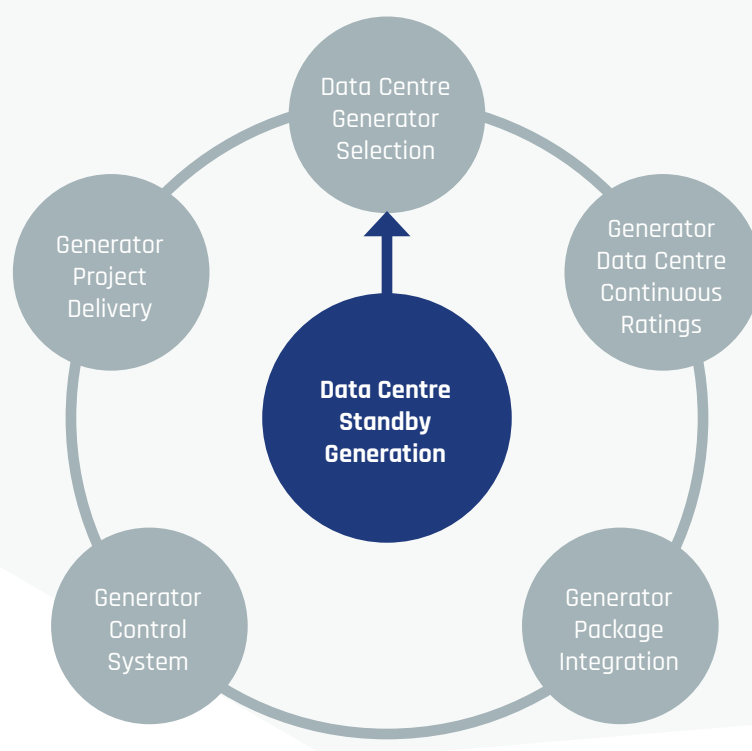 Data Centre
Generator
Selection
Generator
Project
Delivery
Generator
Data Centre
Continuous
Ratings
Data Centre
Standby
Generation
Generator
Control
System
Generator
Package
Integration